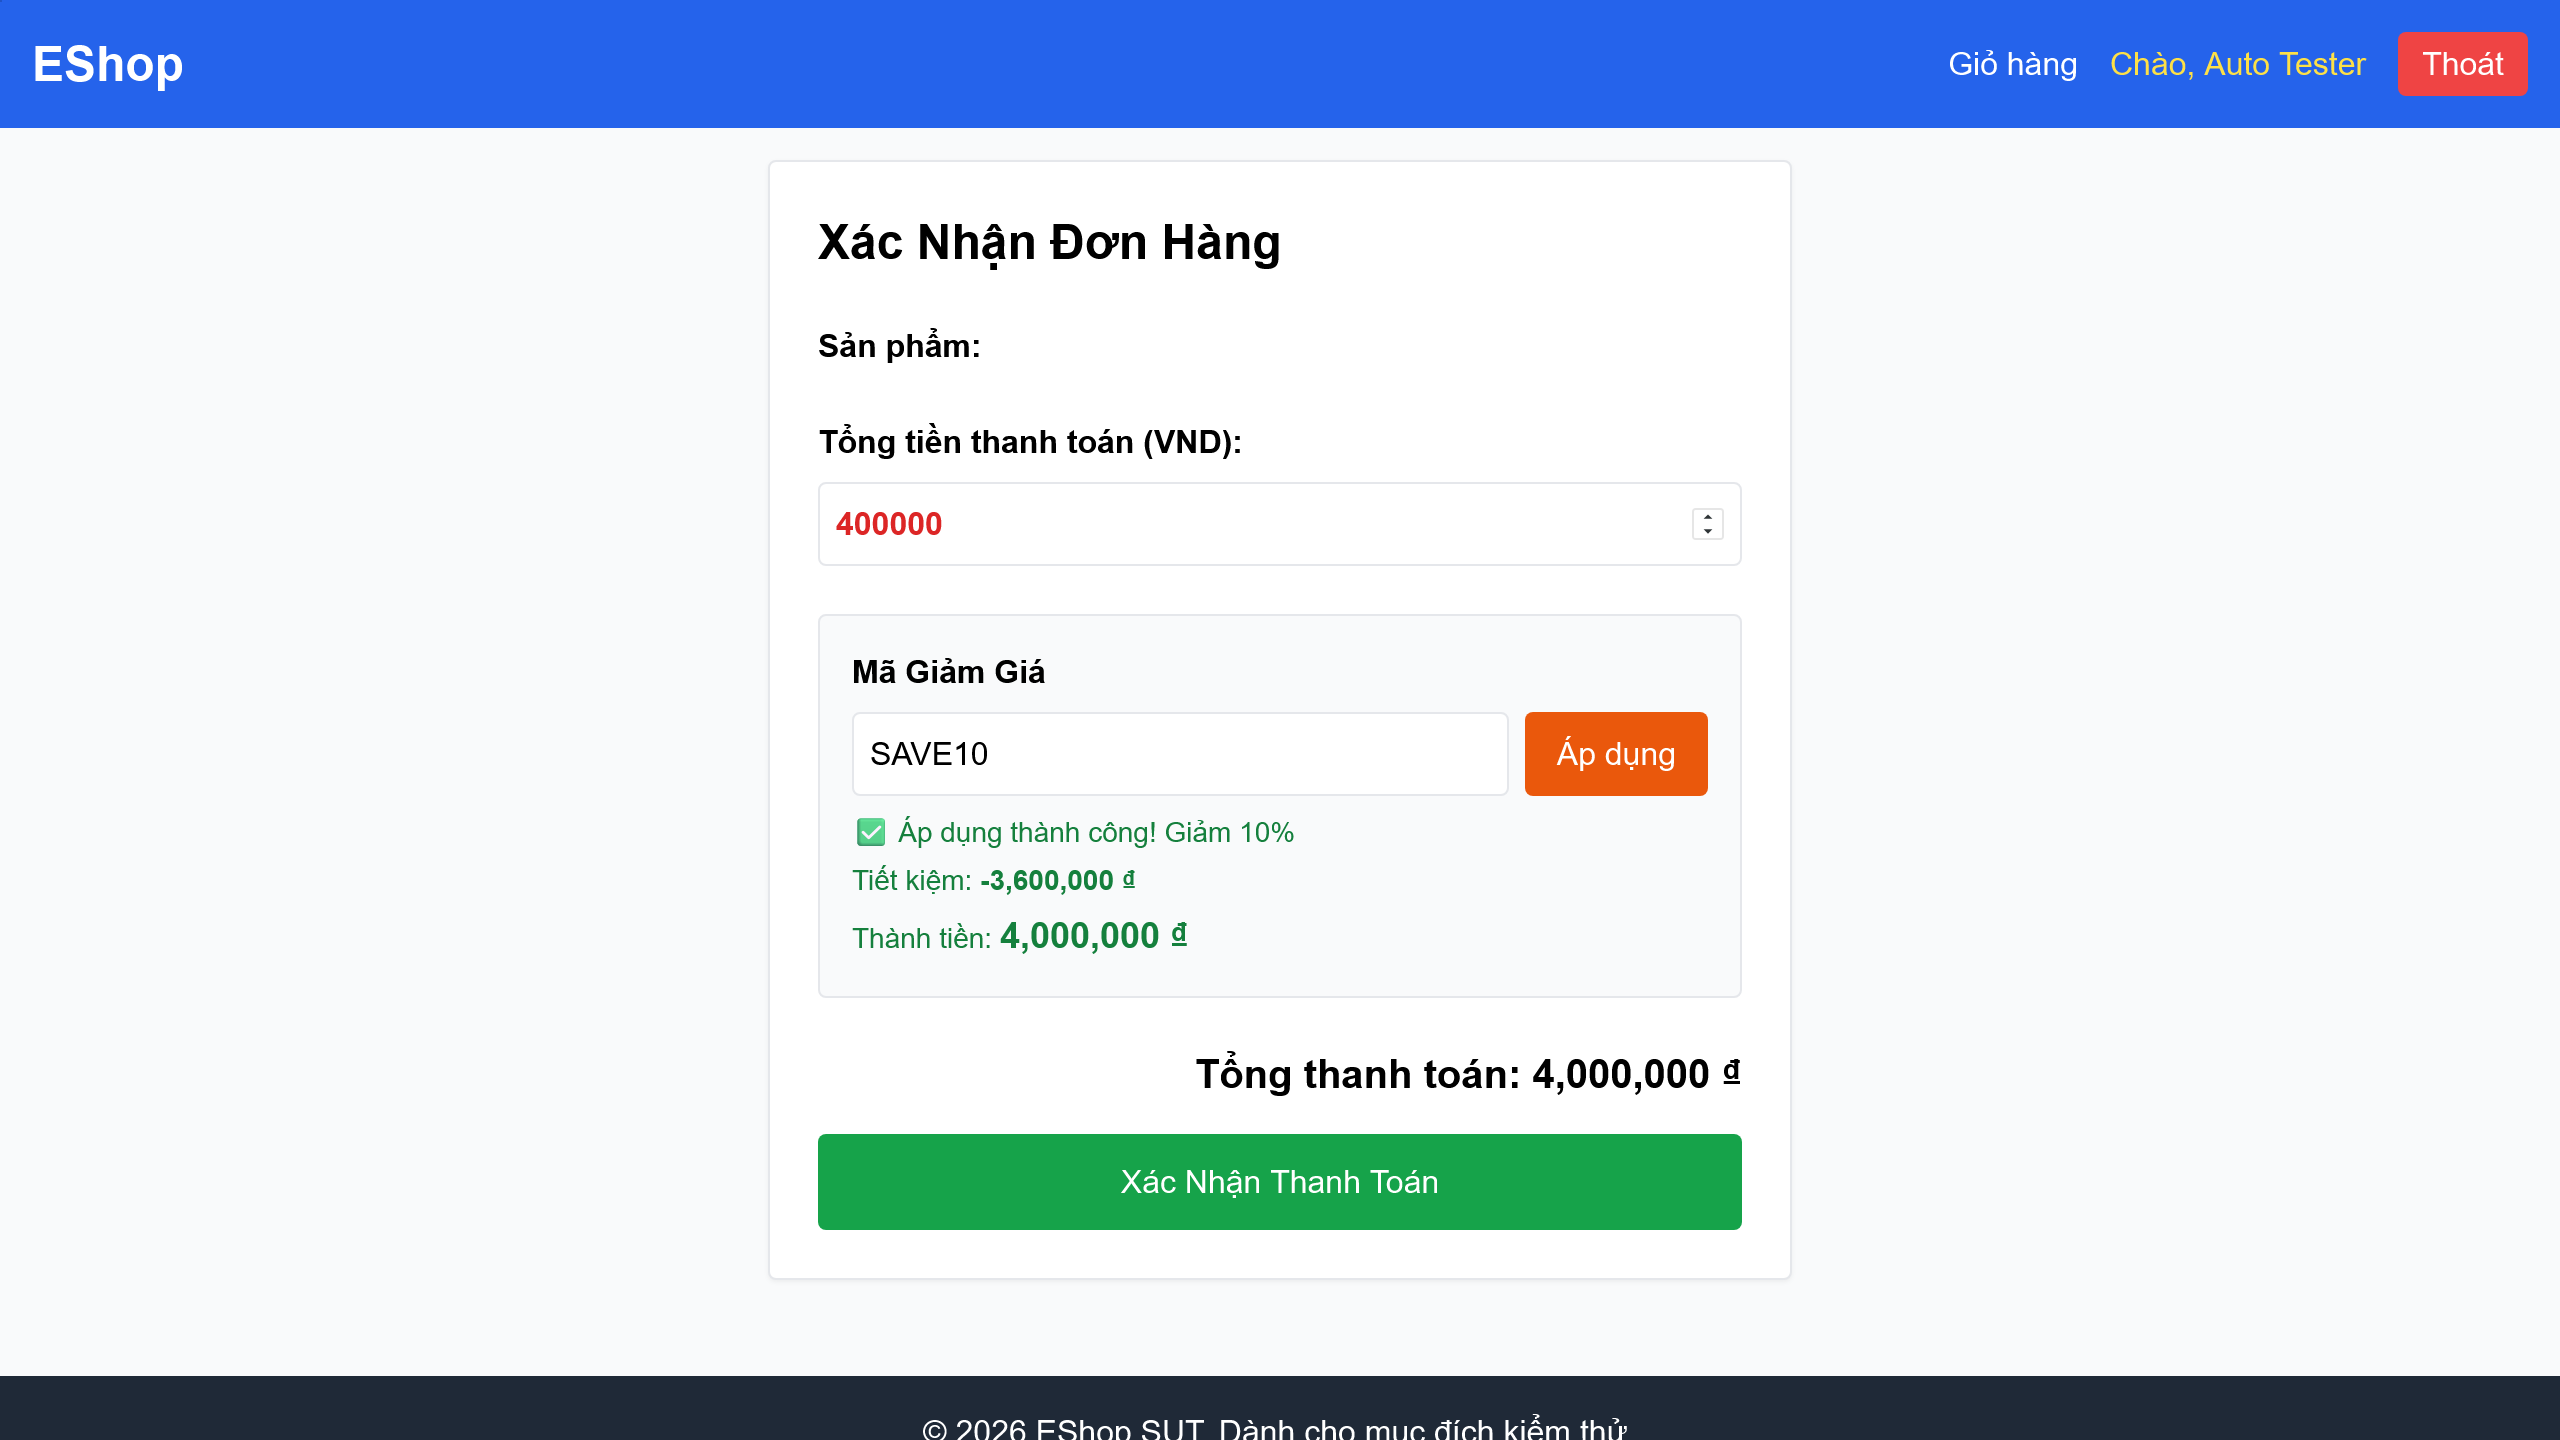 EShop
Giỏ hàng
Chào, Auto Tester
Thoát
Xác Nhận Đơn Hàng
Sản phẩm:
Tổng tiền thanh toán (VND):
400000
Mã Giảm Giá
SAVE10
Áp dụng
✅ Áp dụng thành công! Giảm 10%
Tiết kiệm: -3,600,000 ₫
Thành tiền: 4,000,000 ₫
Tổng thanh toán: 4,000,000 ₫
Xác Nhận Thanh Toán
© 2026 EShop SUT. Dành cho mục đích kiểm thử